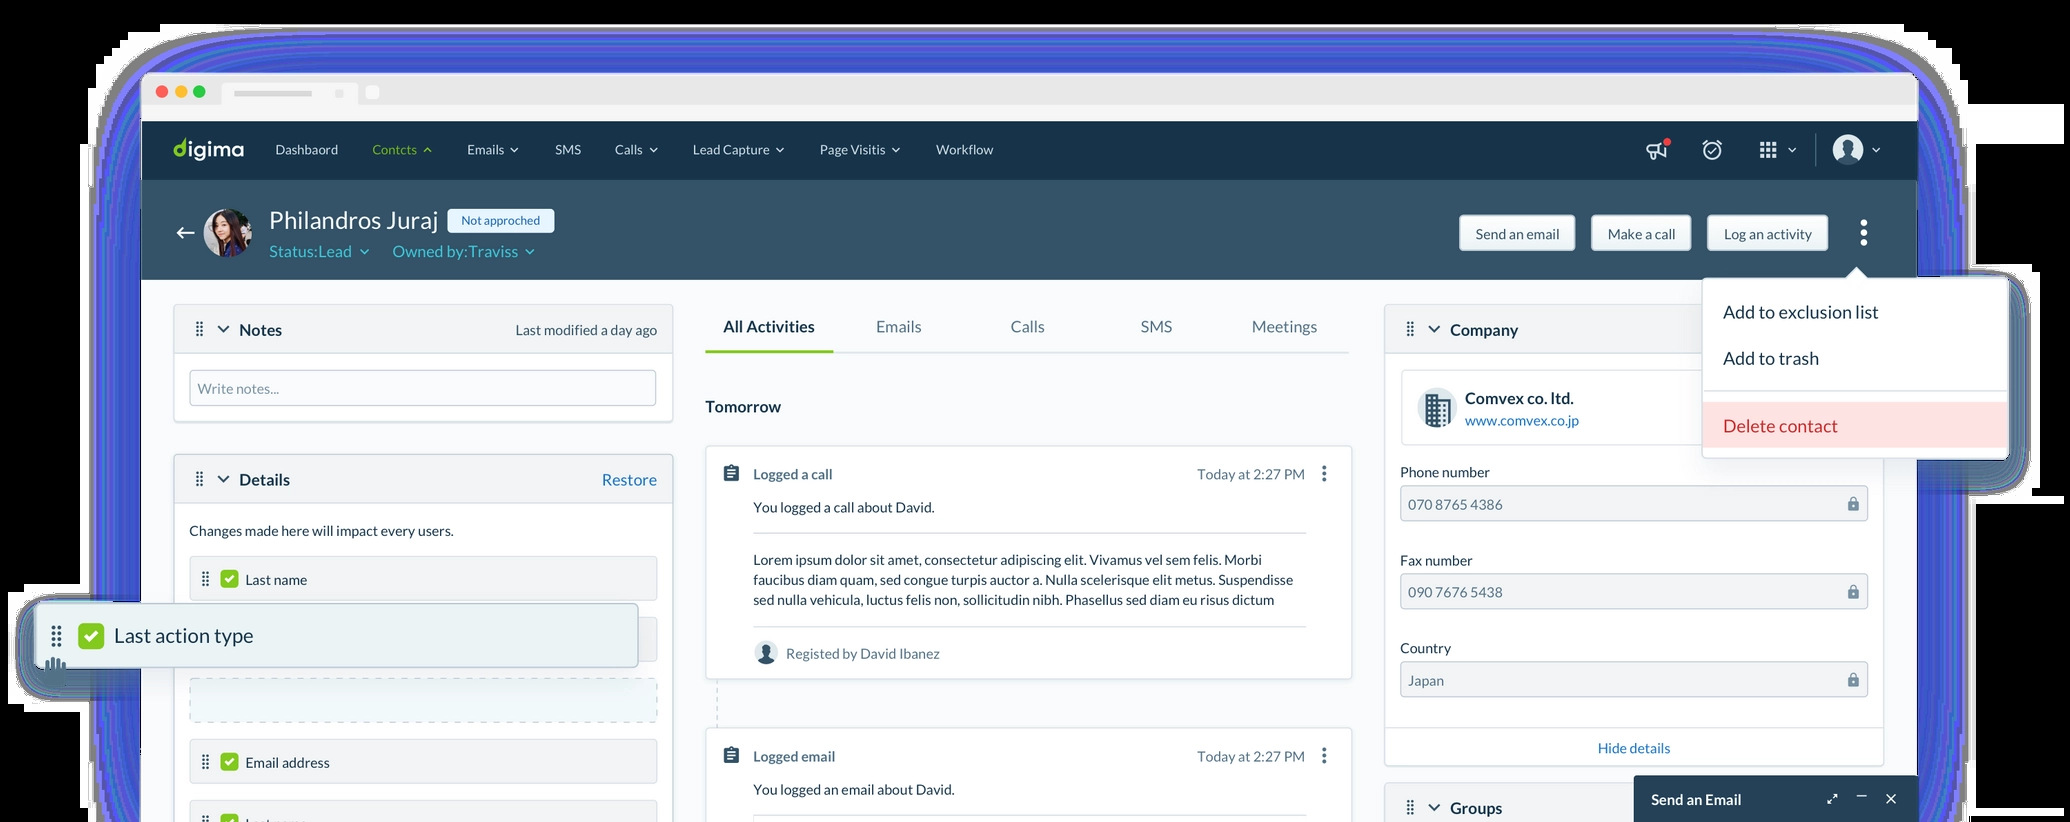 digima
Dashbaord
Contcts
Emails
SMS
Calls
Lead Capture
Page Visitis
Workflow
Philandros Juraj
Not approched
Status:Lead
Owned by:Traviss
Send an email
Make a call
Log an activity
Add to exclusion list
Add to trash
Delete contact
Notes
Last modified a day ago
Write notes...
Details
Restore
Changes made here will impact every users.
Last name
Last action type
Email address
All Activities
Emails
Calls
SMS
Meetings
Tomorrow
Logged a call
Today at 2:27 PM
You logged a call about David.
Lorem ipsum dolor sit amet, consectetur adipiscing elit. Vivamus vel sem felis. Morbi
faucibus diam quam, sed congue turpis auctor a. Nulla scelerisque elit metus. Suspendisse
sed nulla vehicula, luctus felis non, sollicitudin nibh. Phasellus sed diam eu risus dictum
Registed by David Ibanez
Logged email
Today at 2:27 PM
You logged an email about David.
Company
Comvex co. ltd.
www.comvex.co.jp
Phone number
070 8765 4386
Fax number
090 7676 5438
Country
Japan
Hide details
Groups
Send an Email